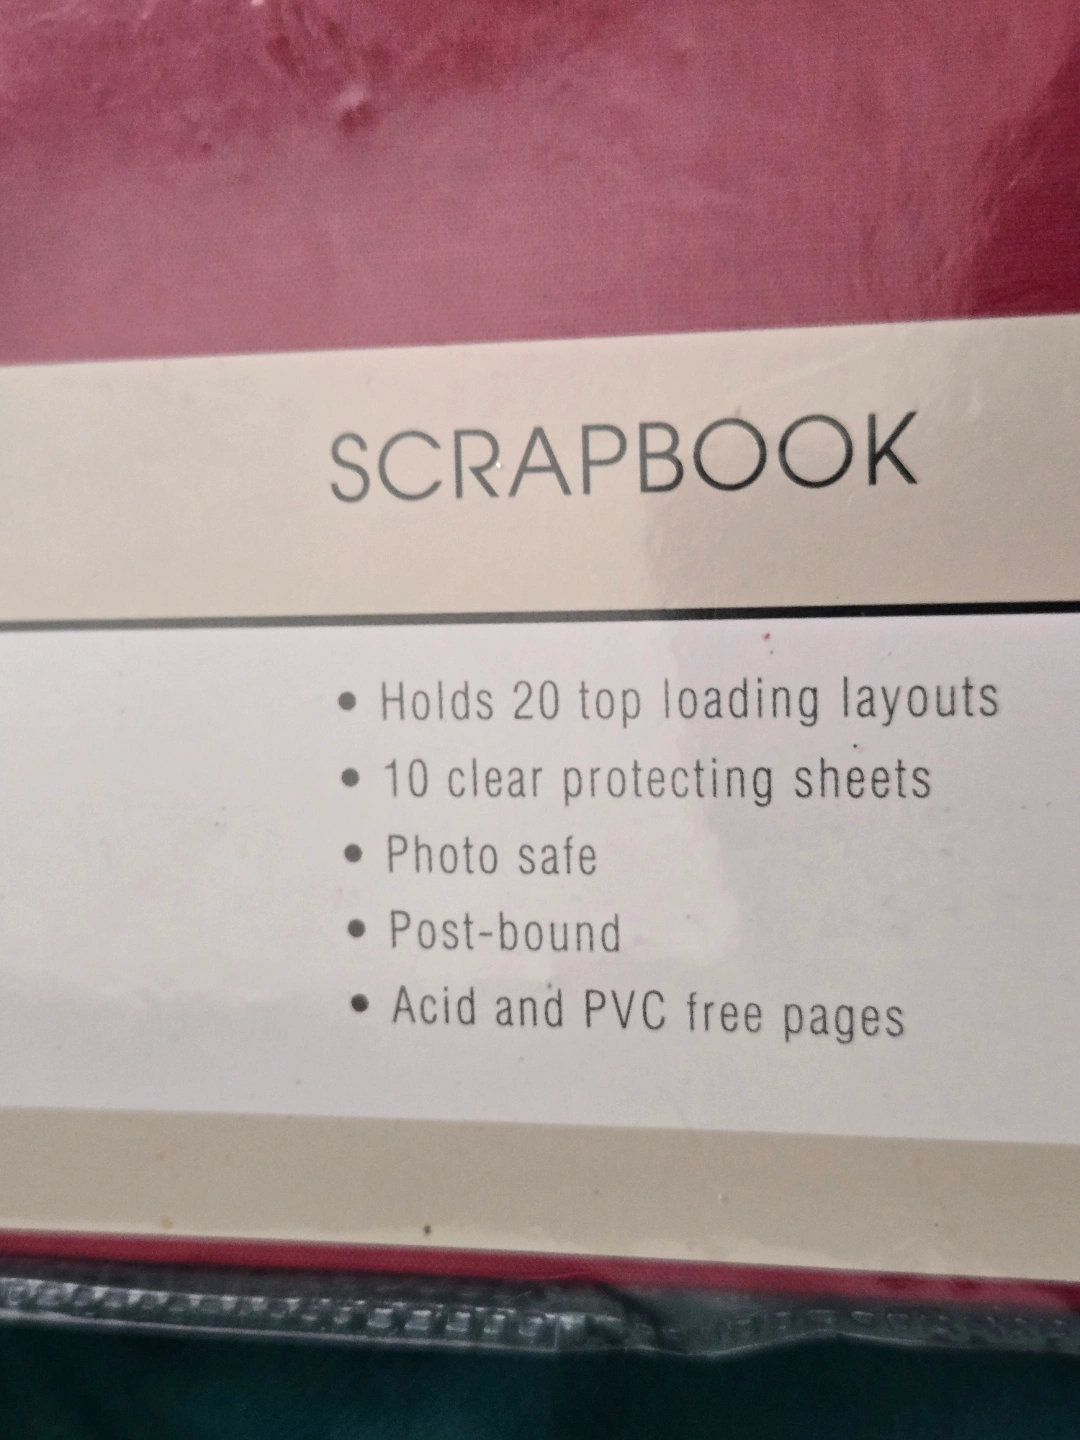 SCRAPBOOK
• Holds 20 top loading layouts
• 10 clear protecting sheets
• Photo safe
• Post-bound
• Acid and PVC free pages